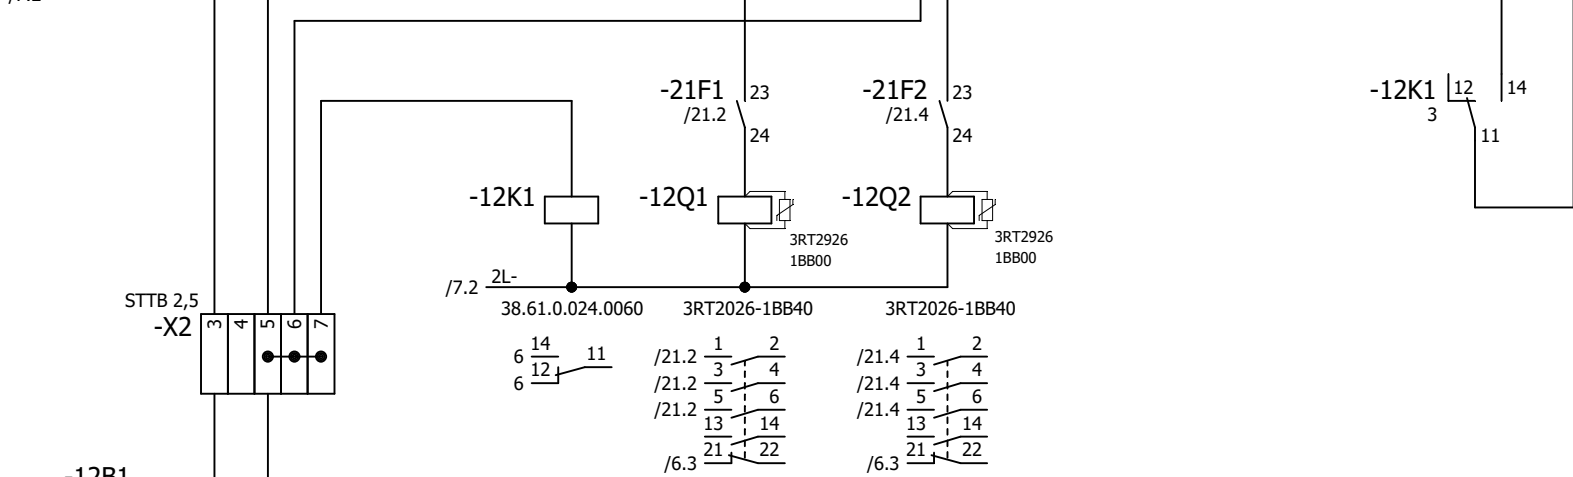 -21F1 23
/21.2
24
-21F2 23
/21.4
24
-12K1 12 14
3
11
-12K1
-12Q1
3RT2926
1BB00
-12Q2
3RT2926
1BB00
/7.2 2L-
38.61.0.024.0060
3RT2026-1BB40
3RT2026-1BB40
STTB 2,5
-X2 3 4 5 6 7
6 14 11
6 12
/21.2 1 2
/21.2 3 4
/21.2 5 6
13 14
/6.3 21 22
/21.4 1 2
/21.4 3 4
/21.4 5 6
13 14
/6.3 21 22
-12B1